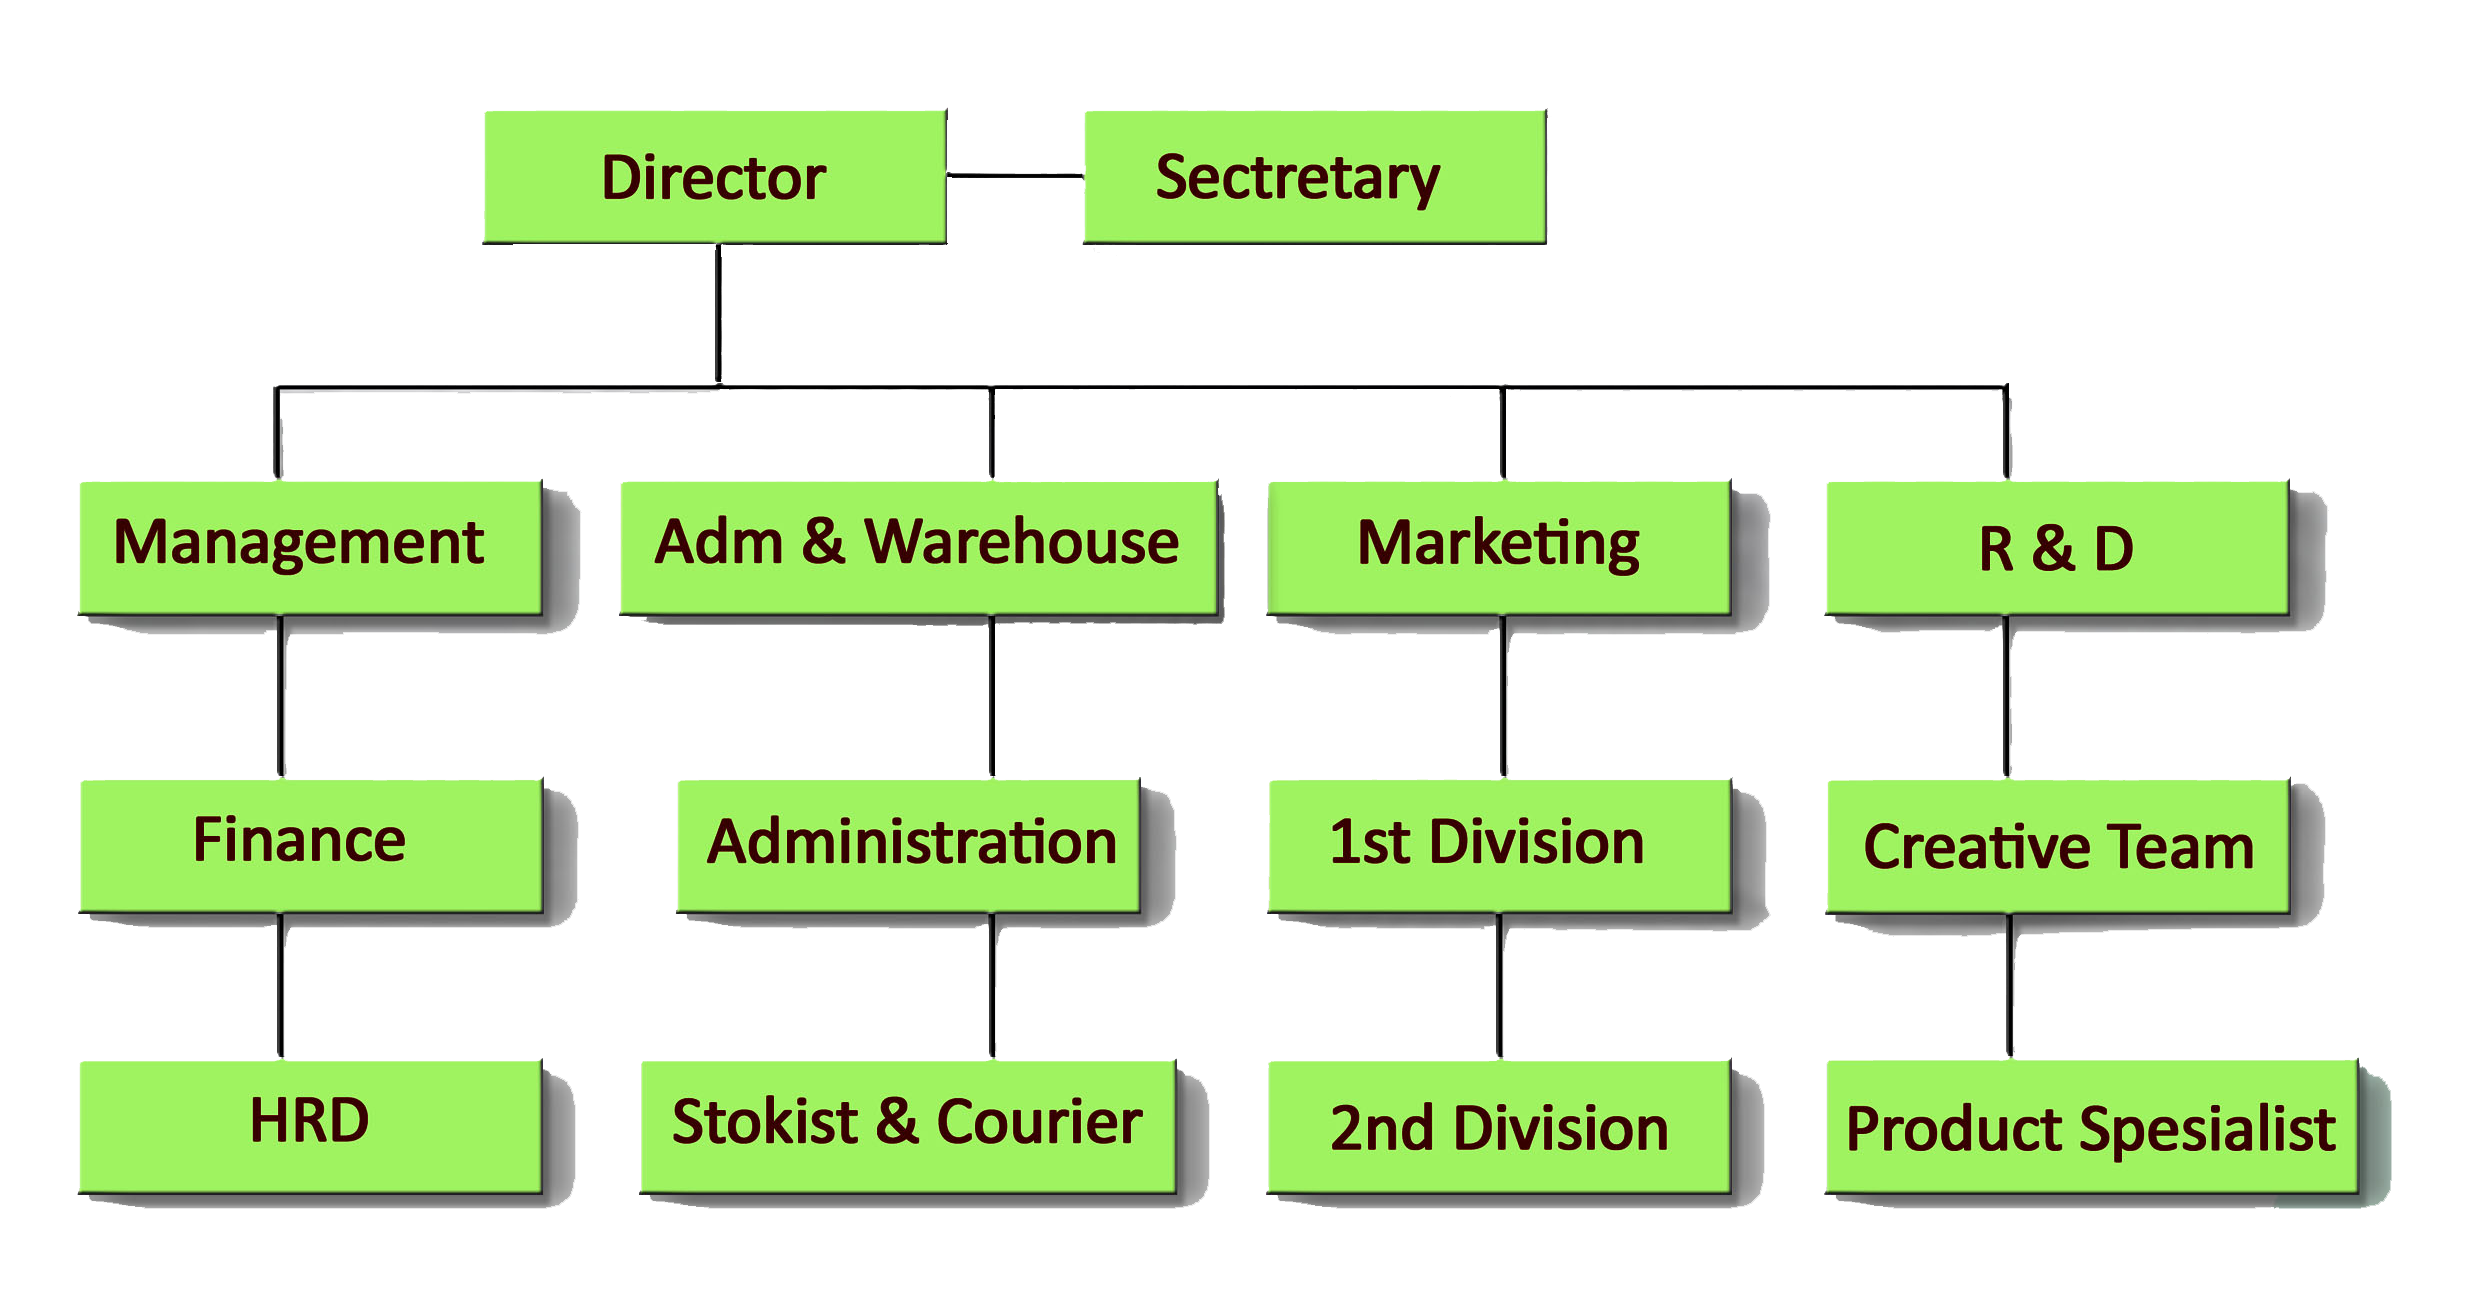 Director
Sectretary
Management
Adm & Warehouse
Marketing
R & D
Finance
Administration
1st Division
Creative Team
HRD
Stokist & Courier
2nd Division
Product Spesialist